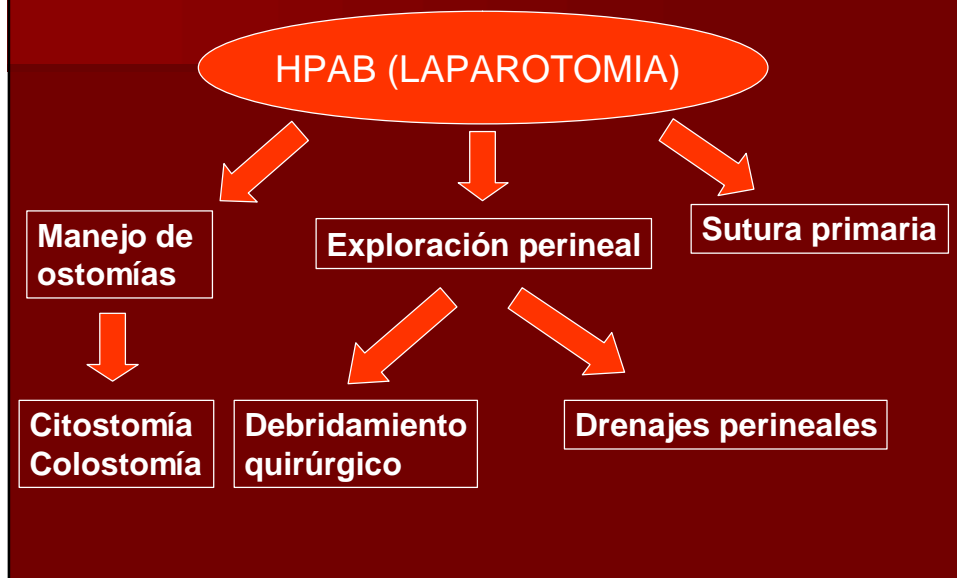 HPAB (LAPAROTOMIA)
Manejo de
ostomías
Exploración perineal
Sutura primaria
Citostomía
Colostomía
Debridamiento
quirúrgico
Drenajes perineales